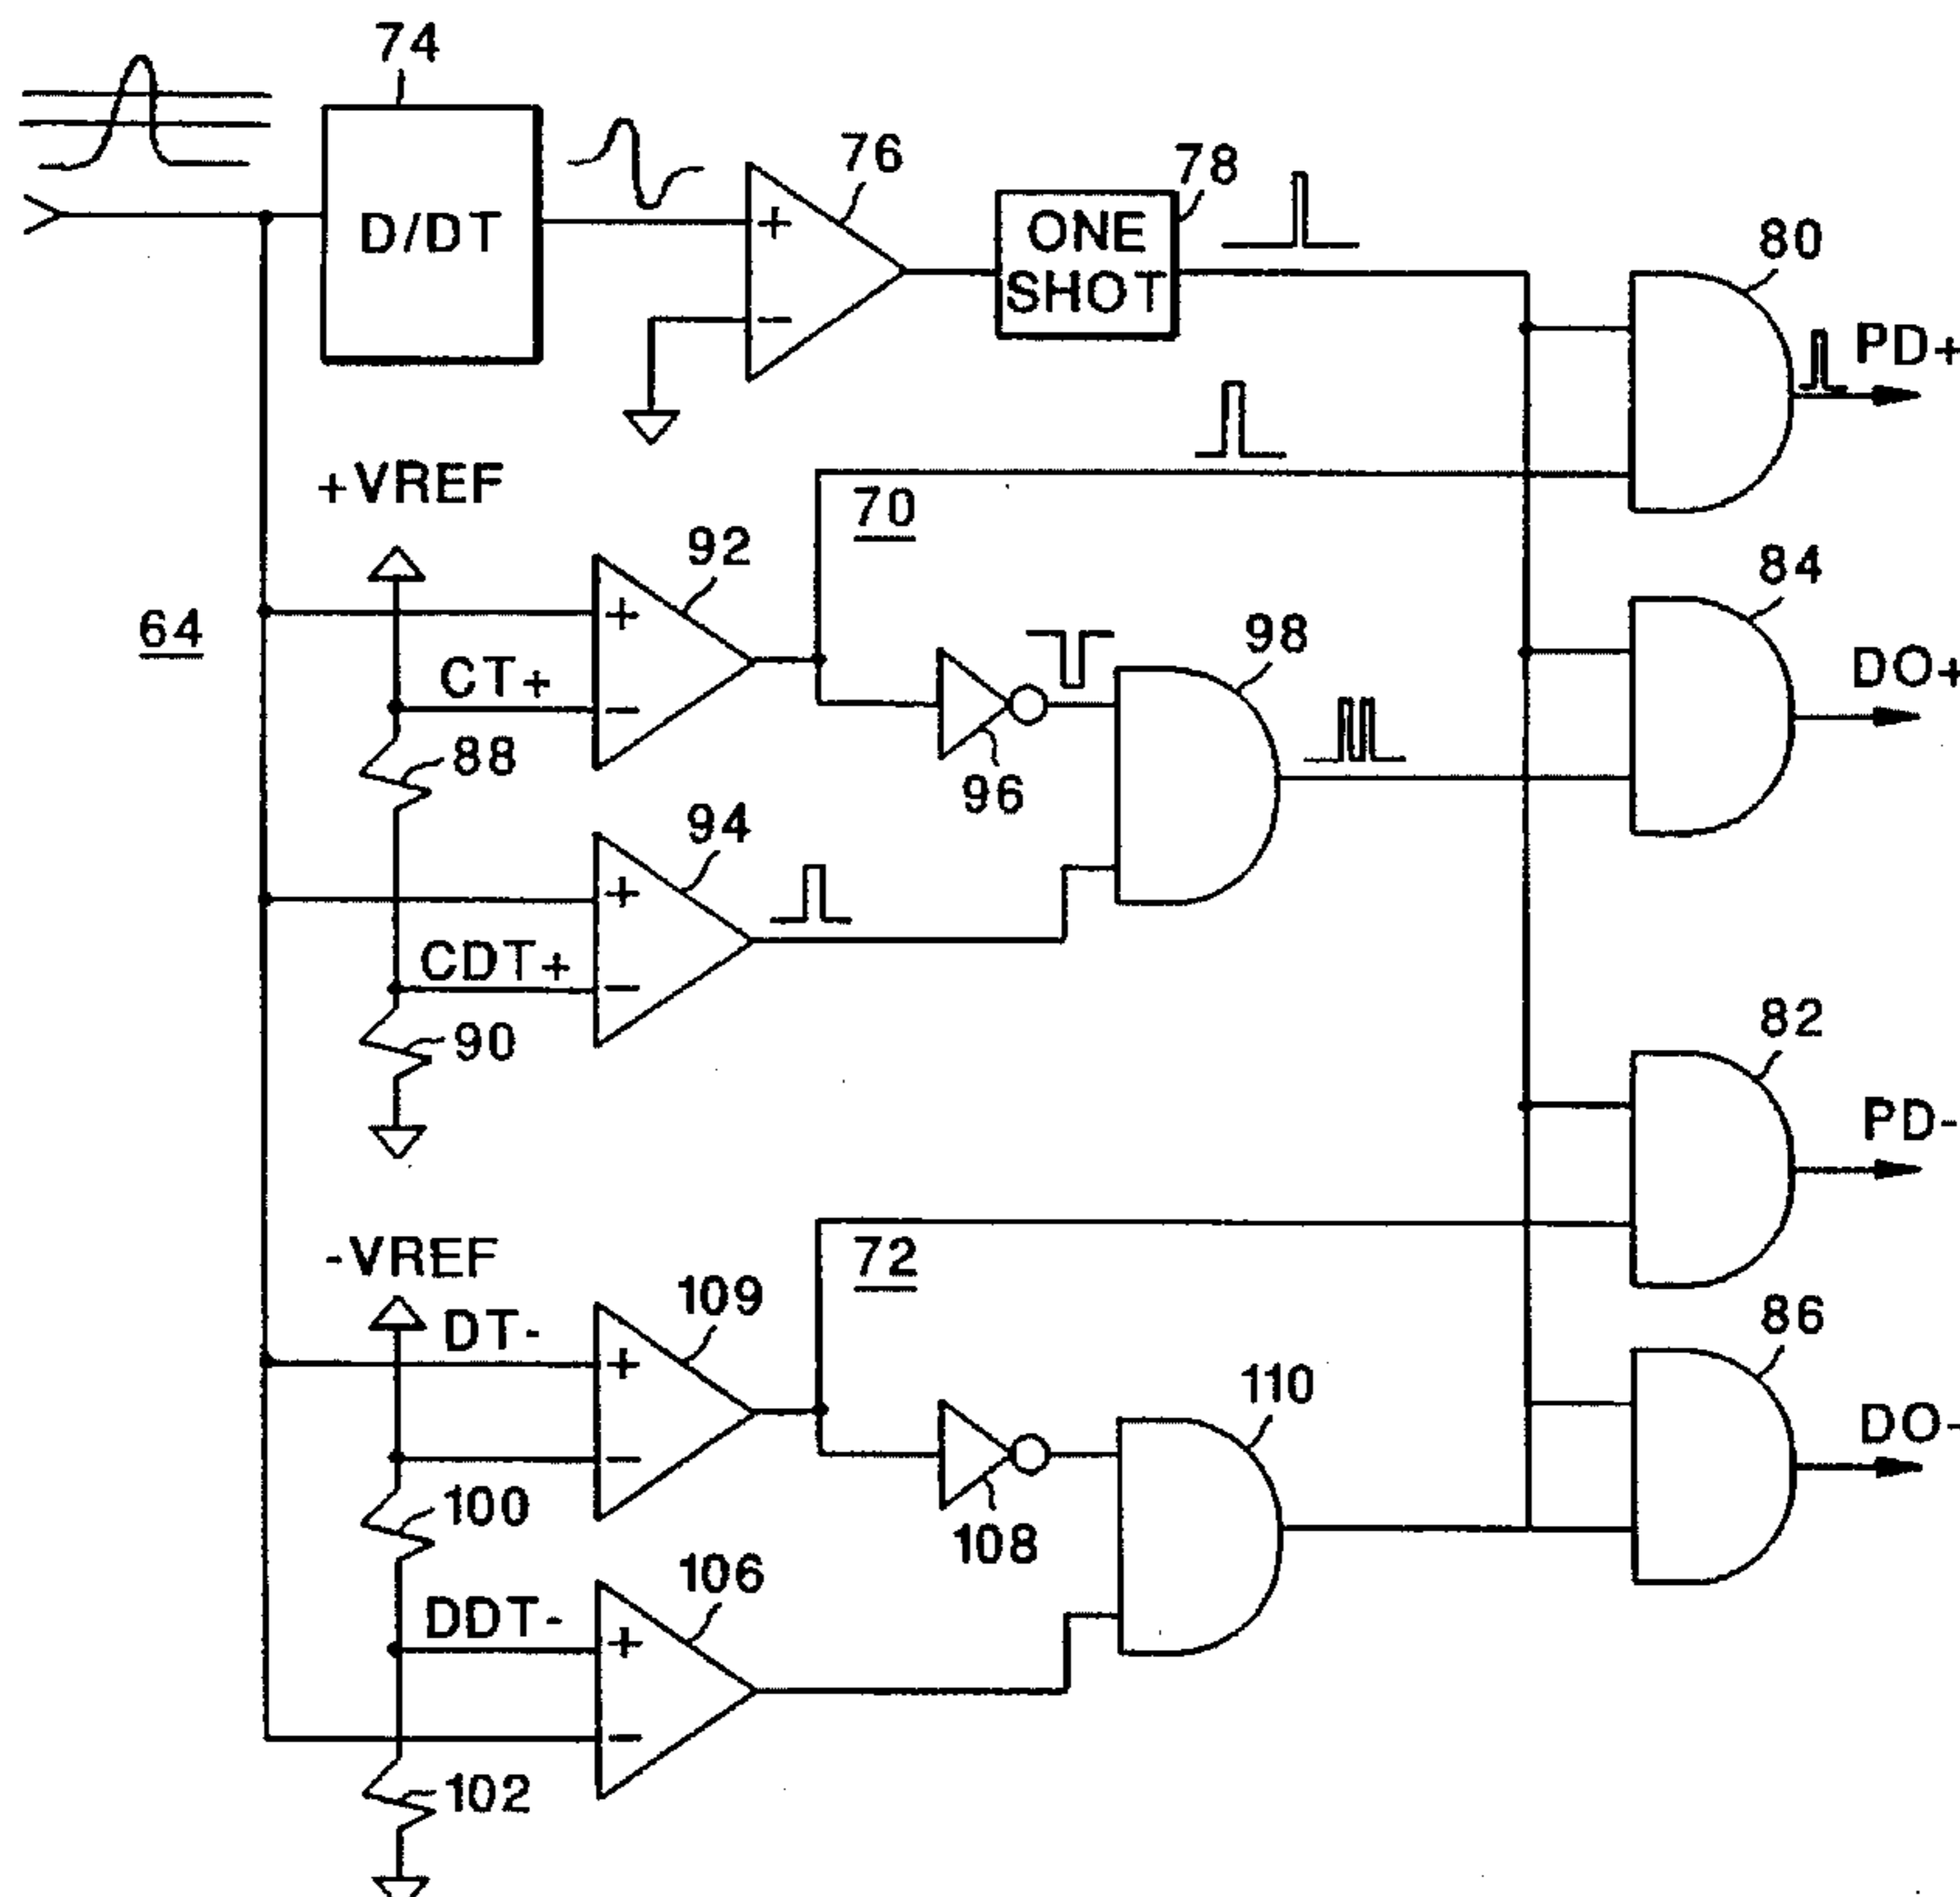 74
76
78
D/DT
+
-
ONE
SHOT
80
PD+
+VREF
70
92
64
+
CT+
-
88
96
98
84
DO+
94
+
CDT+
-
90
82
PD-
-VREF
72
109
DT-
+
-
100
108
110
86
DO-
106
DDT-
+
-
102